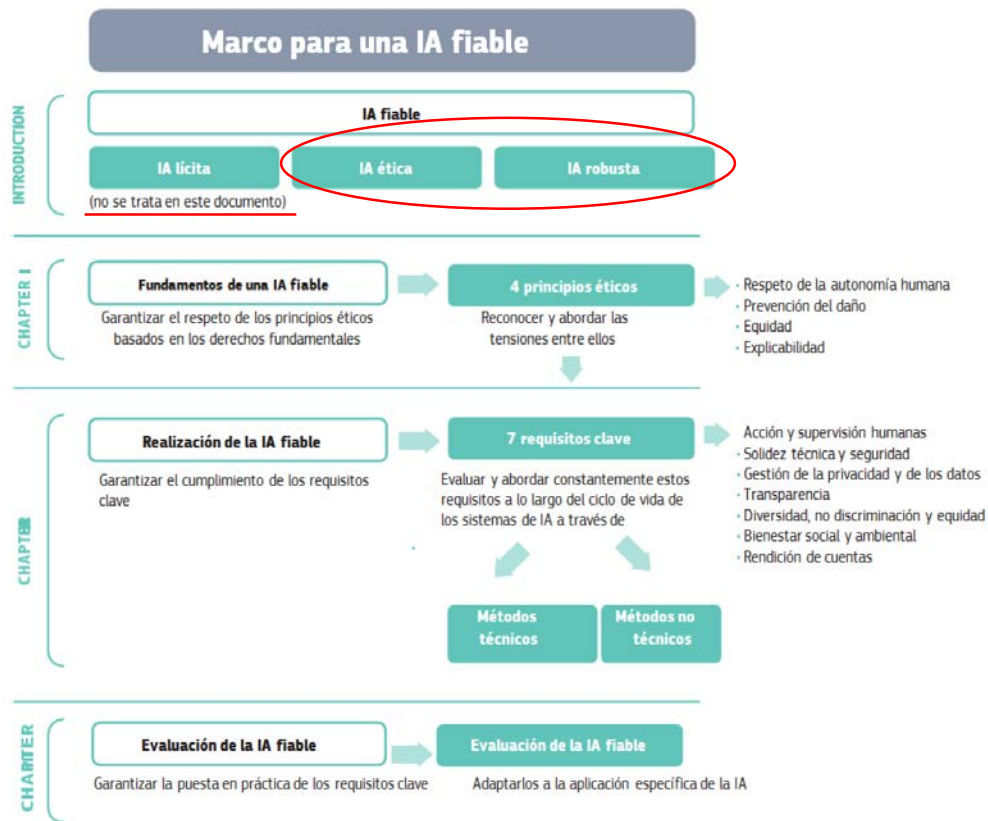 Marco para una IA fiable
INTRODUCTION
IA fiable
IA lícita
IA ética
IA robusta
(no se trata en este documento)
CHAPTER I
Fundamentos de una IA fiable
4 principios éticos
Garantizar el respeto de los principios éticos
basados en los derechos fundamentales
Reconocer y abordar las
tensiones entre ellos
· Respeto de la autonomía humana
· Prevención del daño
· Equidad
· Explicabilidad
Realización de la IA fiable
7 requisitos clave
Garantizar el cumplimiento de los requisitos
clave
Evaluar y abordar constantemente estos
requisitos a lo largo del ciclo de vida de
los sistemas de IA a través de
Acción y supervisión humanas
· Solidez técnica y seguridad
· Gestión de la privacidad y de los datos
· Transparencia
· Diversidad, no discriminación y equidad
· Bienestar social y ambiental
· Rendición de cuentas
Métodos
técnicos
Métodos no
técnicos
Evaluación de la IA fiable
Evaluación de la IA fiable
Garantizar la puesta en práctica de los requisitos clave
Adaptarlos a la aplicación específica de la IA